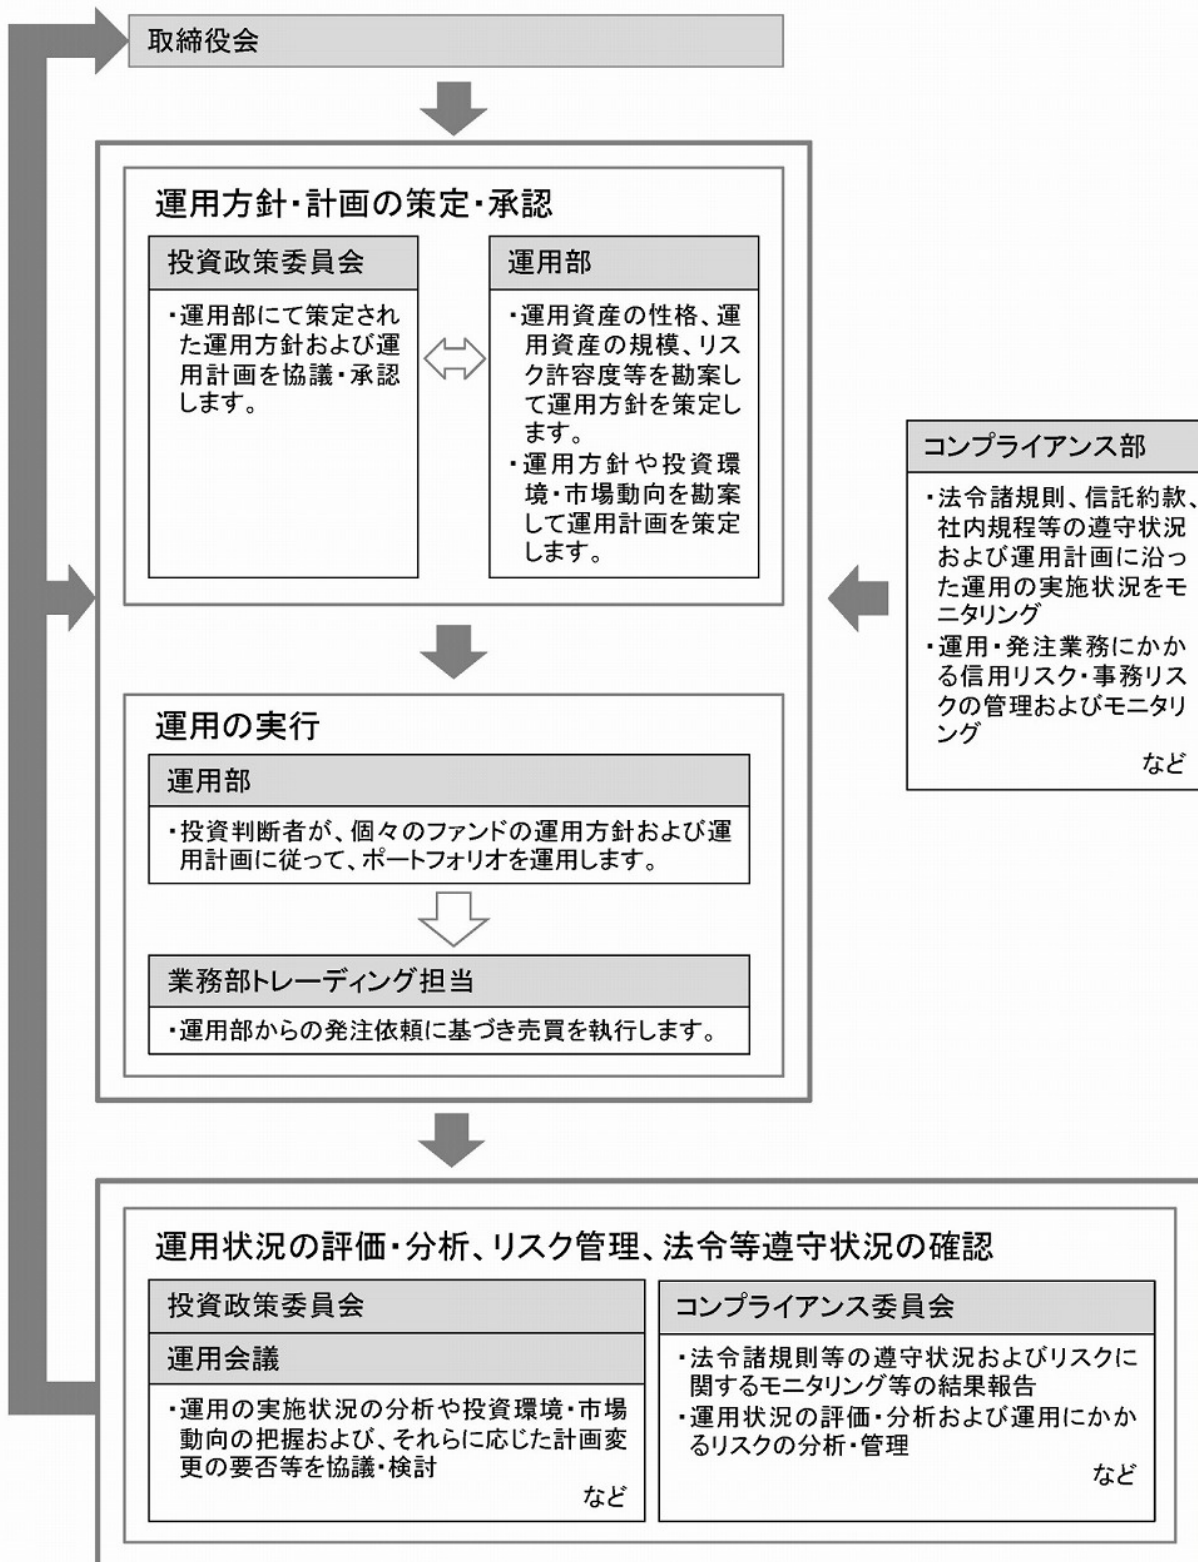 取締役会
運用方針・計画の策定・承認
投資政策委員会
・運用部にて策定され
た運用方針および運
用計画を協議・承認
します。
運用部
・運用資産の性格、運
用資産の規模、リス
ク許容度等を勘案し
て運用方針を策定し
ます。
・運用方針や投資環
境・市場動向を勘案
して運用計画を策定
します。
コンプライアンス部
・法令諸規則、信託約款、
社内規程等の遵守状況
および運用計画に沿っ
た運用の実施状況をモ
ニタリング
・運用・発注業務にかか
る信用リスク・事務リス
クの管理およびモニタリ
ング
など
運用の実行
運用部
・投資判断者が、個々のファンドの運用方針および運
用計画に従って、ポートフォリオを運用します。
業務部トレーディング担当
・運用部からの発注依頼に基づき売買を執行します。
運用状況の評価・分析、リスク管理、法令等遵守状況の確認
投資政策委員会
運用会議
・運用の実施状況の分析や投資環境・市場
動向の把握および、それらに応じた計画変
更の要否等を協議・検討
など
コンプライアンス委員会
・法令諸規則等の遵守状況およびリスクに
関するモニタリング等の結果報告
・運用状況の評価・分析および運用にかか
るリスクの分析・管理
など